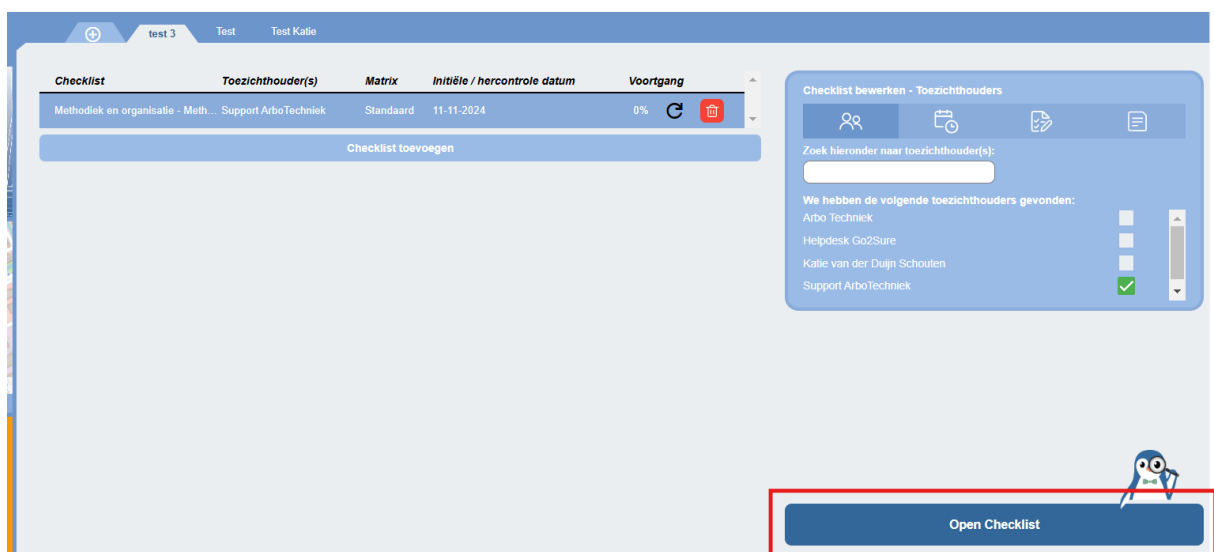 test 3 Test Test Katie
Checklist Toezichthouder(s) Matrix Initiële / hercontrole datum Voortgang
Methodiek en organisatie - Meth... Support ArboTechniek Standaard 11-11-2024 0%
Checklist toevoegen
Checklist bewerken - Toezichthouders
Zoek hieronder naar toezichthouder(s):
We hebben de volgende toezichthouders gevonden:
Arbo Techniek
Helpdesk Go2Sure
Katie van der Duijn Schouten
Support ArboTechniek
Open Checklist